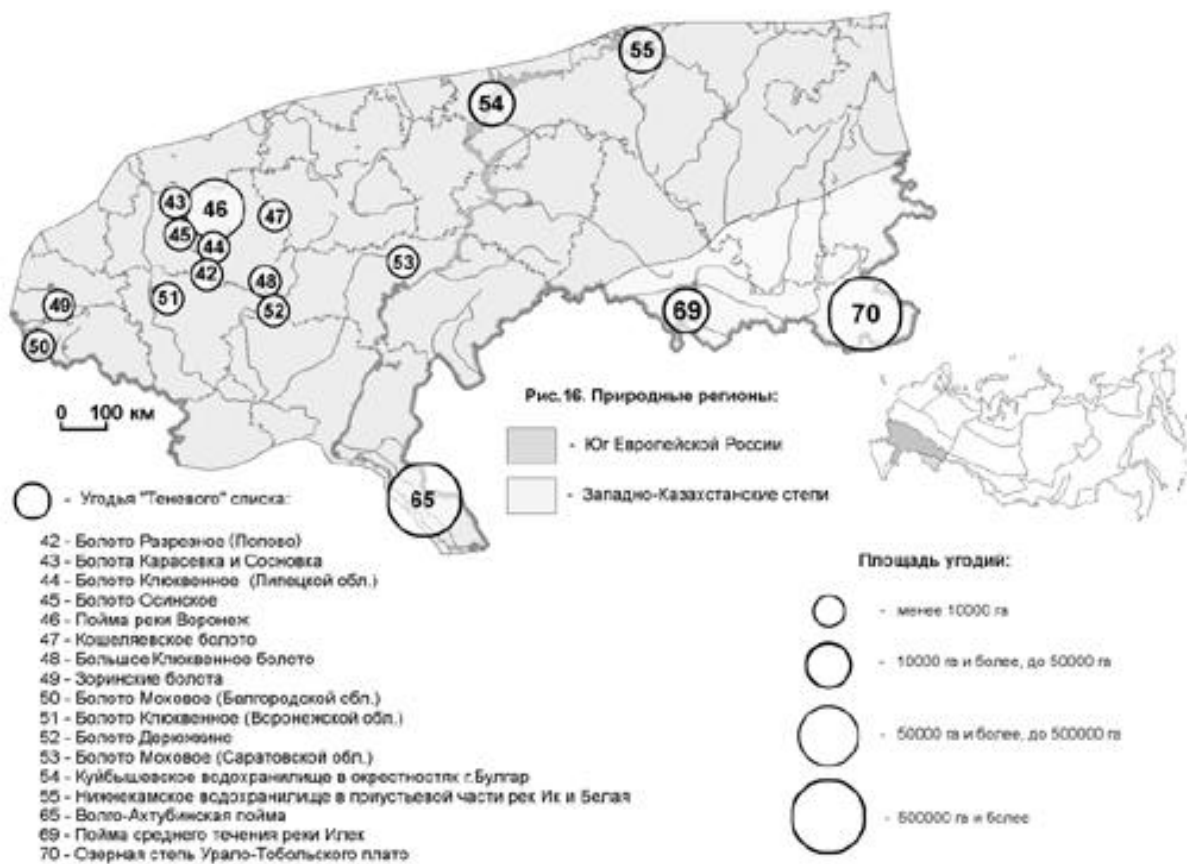 55
54
43
46
47
45
44
42
48
53
49
51
52
50
69
70
0 100 км
65
Рис.16. Природные регионы:
- Юг Европейской России
- Западно-Казахстанские степи
- Угодья "Теневого" списка:
42 - Болото Разрезное (Попово)
43 - Болота Карасевка и Сосновка
44 - Болото Клюквенное (Липецкой обл.)
45 - Болото Осинское
46 - Пойма реки Воронеж
47 - Кошеляевское болото
48 - Большое Клюквенное болото
49 - Зоринские болота
50 - Болото Моховое (Белгородской обл.)
51 - Болото Клюквенное (Воронежской обл.)
52 - Болото Дерюжкино
53 - Болото Моховое (Саратовской обл.)
54 - Куйбышевское водохранилище в окрестностях г.Булгар
55 - Нижнекамское водохранилище в приустьевой части рек Ик и Белая
65 - Волго-Ахтубинская пойма
69 - Пойма среднего течения реки Илек
70 - Озерная степь Урало-Тобольского плато
Площадь угодий:
- менее 10000 га
- 10000 га и более, до 50000 га
- 50000 га и более, до 500000 га
- 500000 га и более